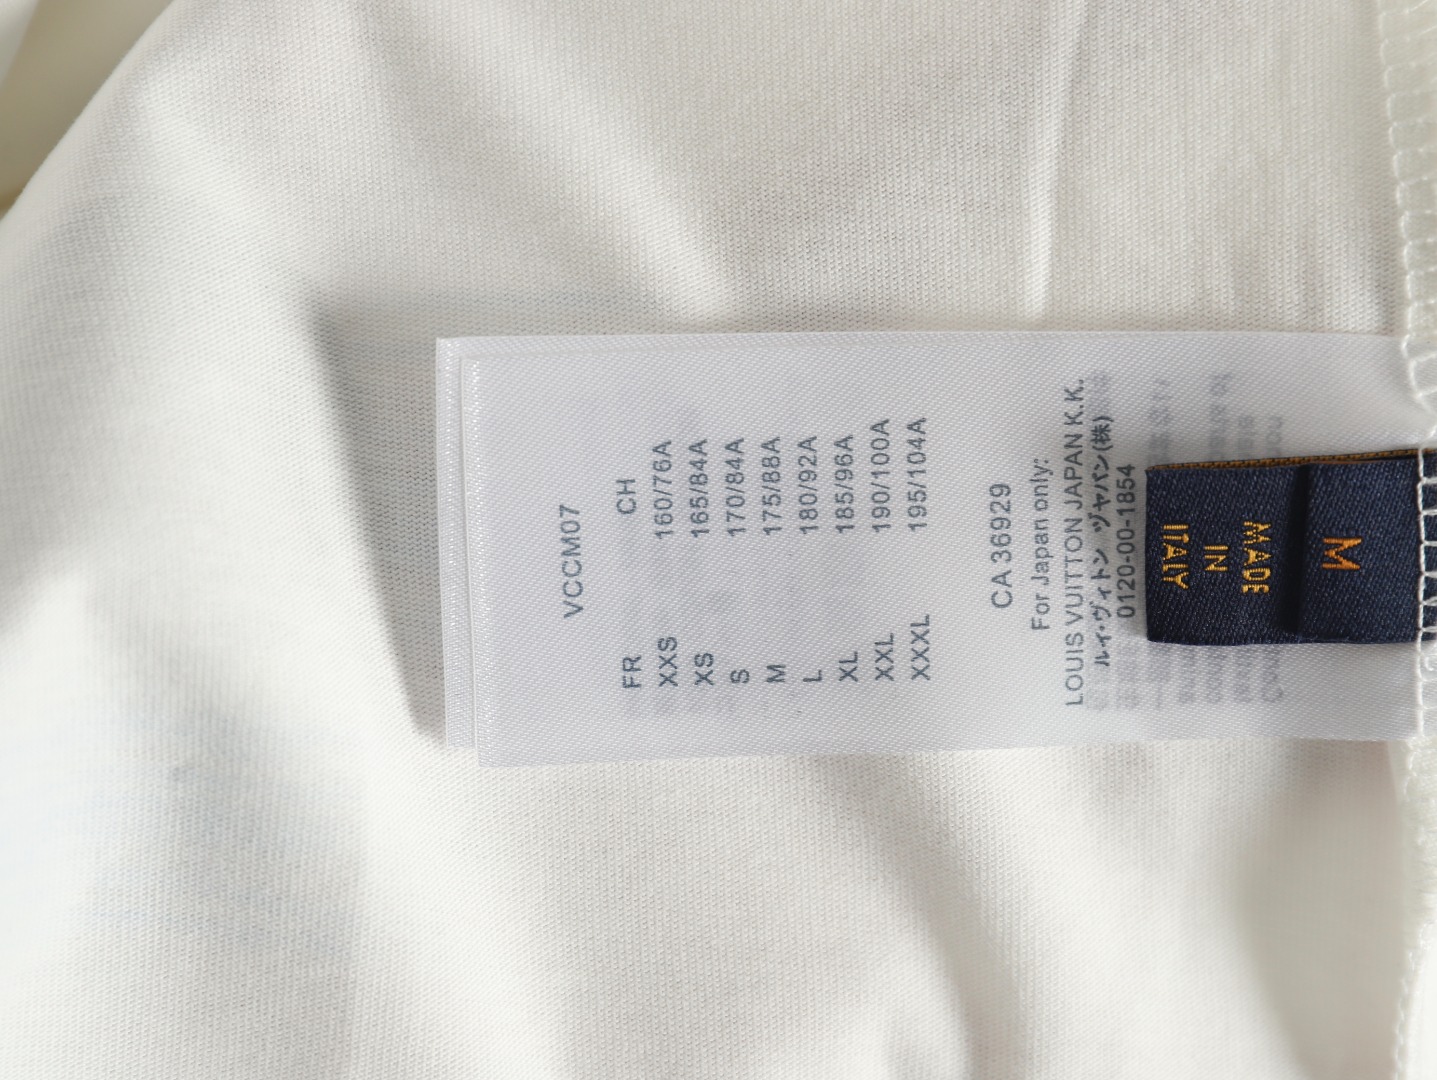 VCCM07
FR CH
XXS 160/76A
XS 165/84A
S 170/84A
M 175/88A
L 180/92A
XL 185/96A
XXL 190/100A
XXXL 195/104A
CA 36929
For Japan only:
LOUIS VUITTON JAPAN K.K.
ルイ・ヴィトン ジャパン(株)
0120-00-1854
M
MADE
IN
ITALY